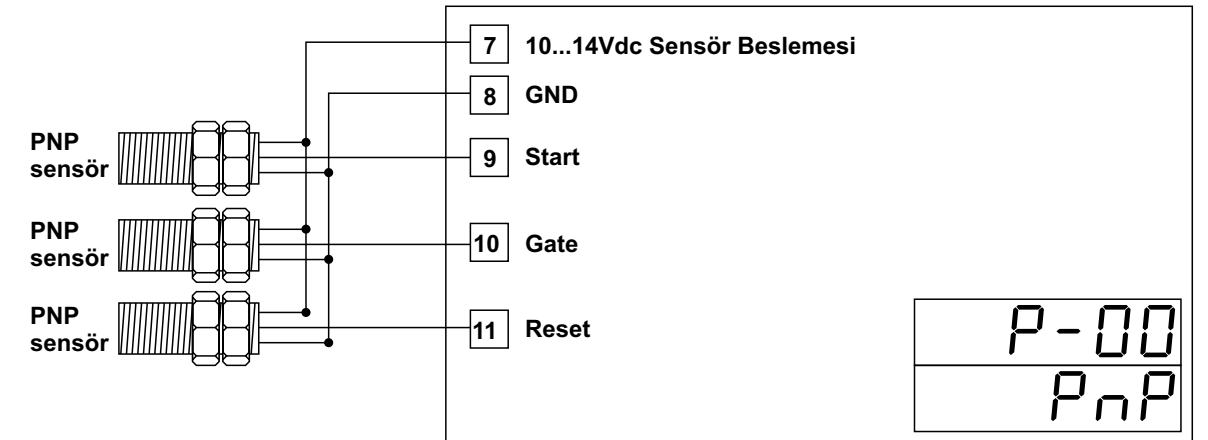 7 10...14Vdc Sensör Beslemesi
8 GND
PNP
sensör
9 Start
PNP
sensör
10 Gate
PNP
sensör
11 Reset
P-00
PnP